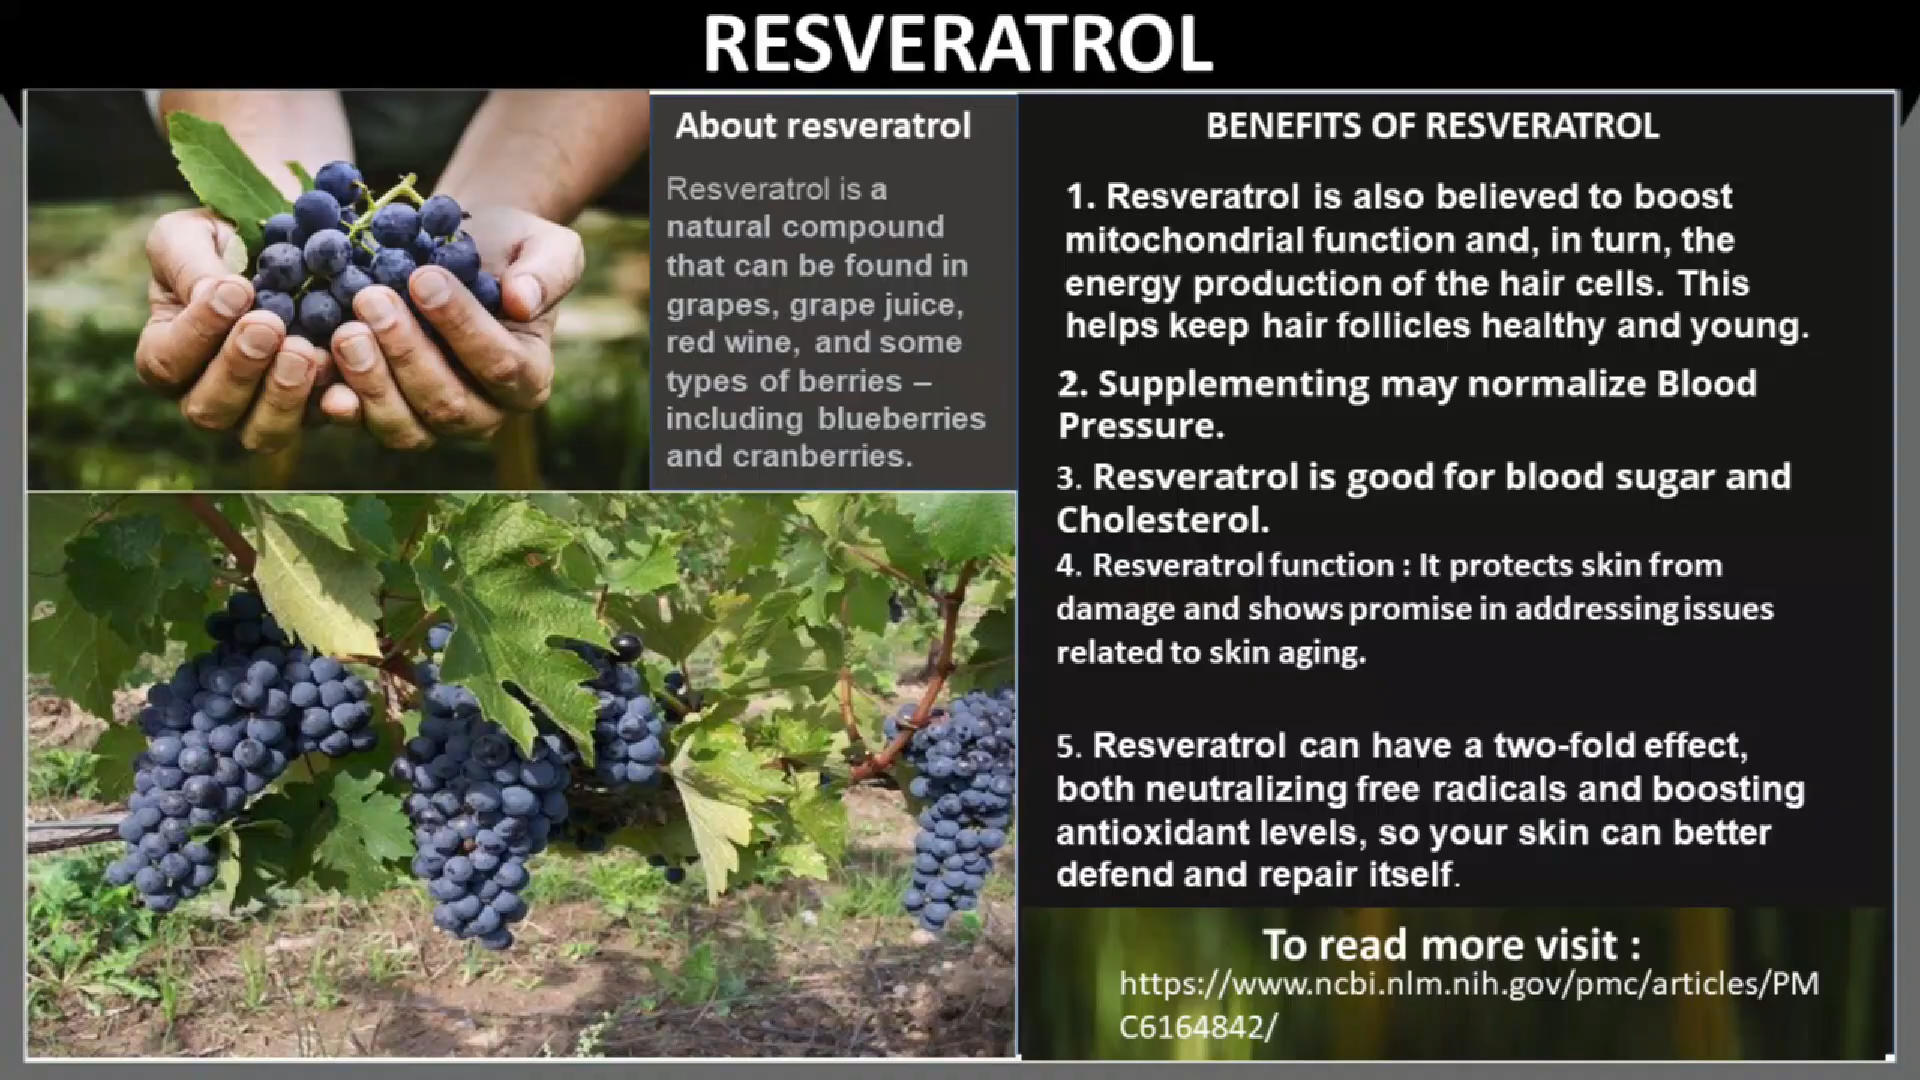 RESVERATROL
About resveratrol
Resveratrol is a
natural compound
that can be found in
grapes, grape juice,
red wine, and some
types of berries –
including blueberries
and cranberries.
BENEFITS OF RESVERATROL
1. Resveratrol is also believed to boost
mitochondrial function and, in turn, the
energy production of the hair cells. This
helps keep hair follicles healthy and young.
2. Supplementing may normalize Blood
Pressure.
3. Resveratrol is good for blood sugar and
Cholesterol.
4. Resveratrol function : It protects skin from
damage and shows promise in addressing issues
related to skin aging.
5. Resveratrol can have a two-fold effect,
both neutralizing free radicals and boosting
antioxidant levels, so your skin can better
defend and repair itself.
To read more visit :
https://www.ncbi.nlm.nih.gov/pmc/articles/PM
C6164842/